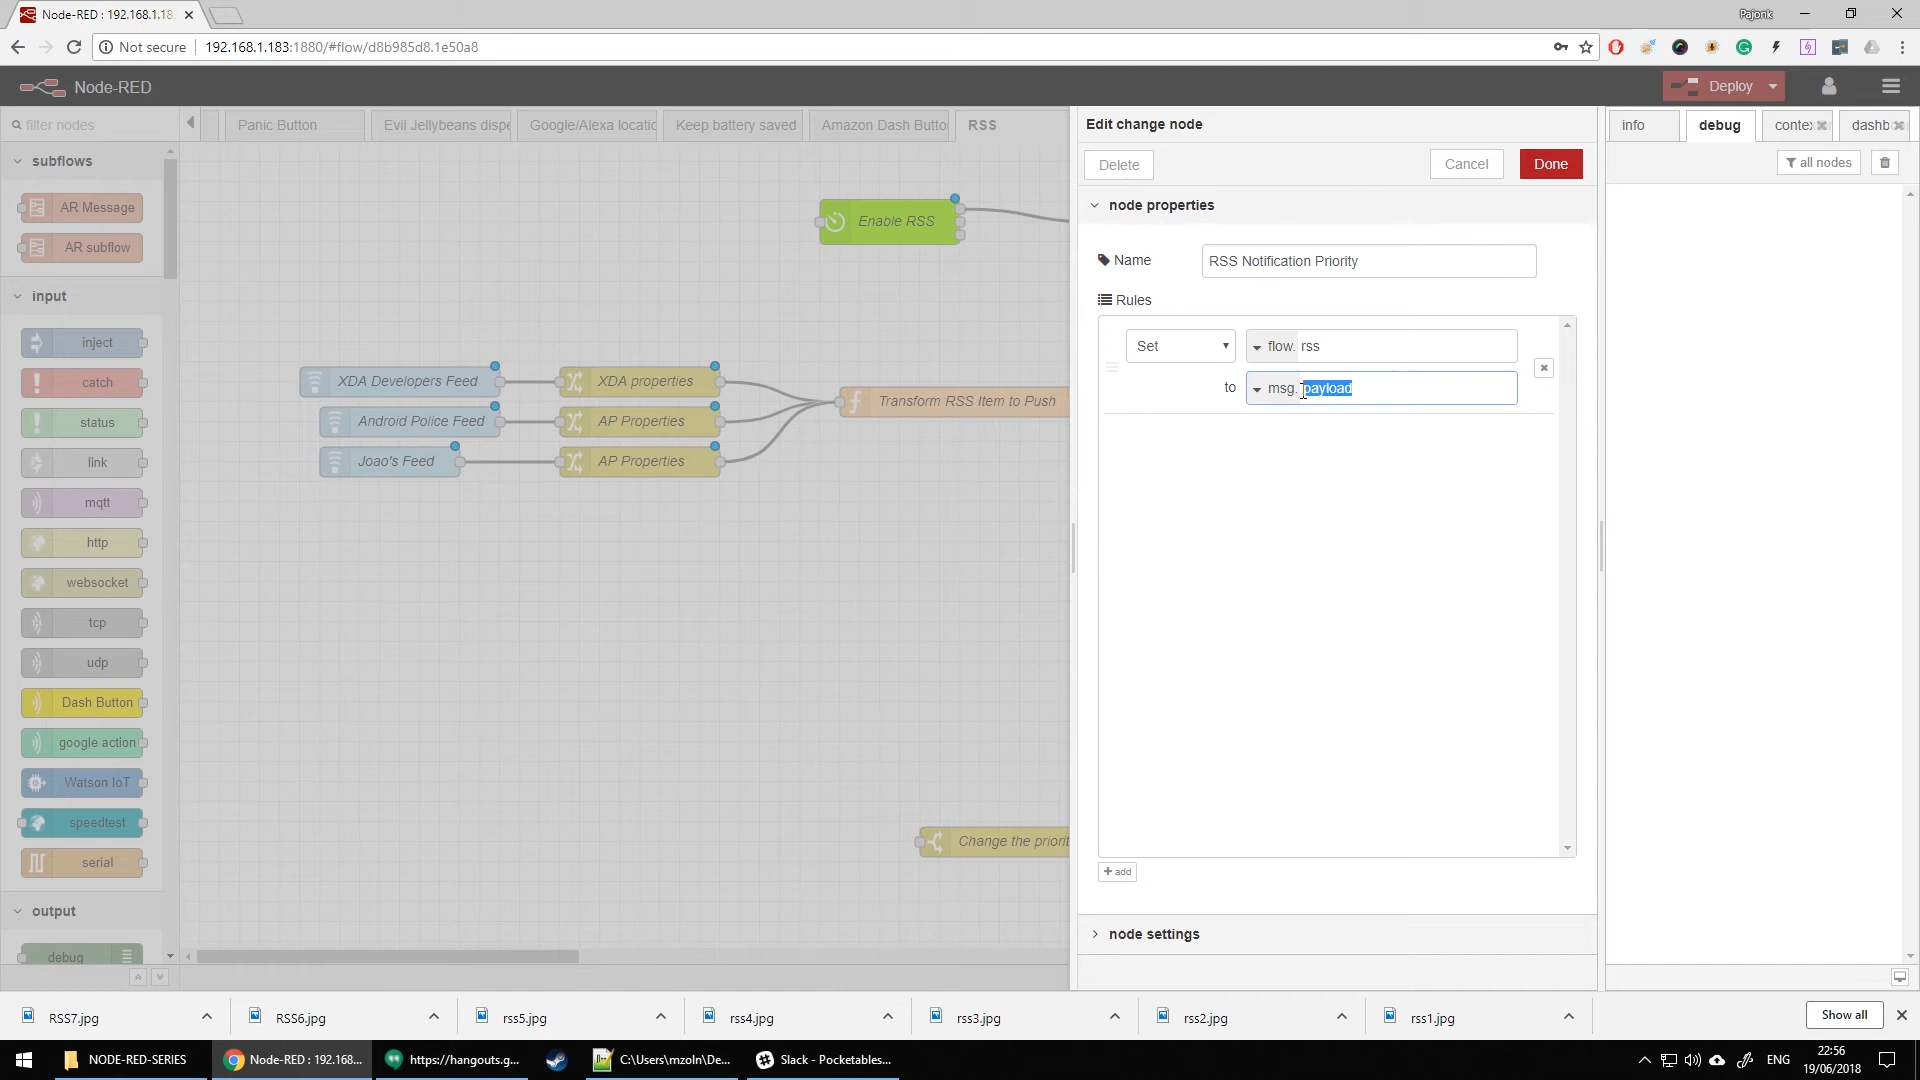 Node-RED : 192.168.1.18
Pajonk
Not secure
192.168.1.183:1880/#flow/d8b985d8.1e50a8
Node-RED
Deploy
filter nodes
Panic Button
Evil Jellybeans dispe
Google/Alexa locatic
Keep battery saved
Amazon Dash Butto
RSS
Edit change node
info
debug
contex
dashb
Delete
Cancel
Done
all nodes
subflows
AR Message
AR subflow
input
inject
catch
status
link
mqtt
http
websocket
tcp
udp
Dash Button
google action
Watson IoT
speedtest
serial
output
debug
Enable RSS
XDA Developers Feed
XDA properties
Android Police Feed
AP Properties
Joao's Feed
AP Properties
Transform RSS Item to Push
Change the priorit
node properties
Name
RSS Notification Priority
Rules
Set
flow. rss
to
msg. payload
add
node settings
RSS7.jpg
RSS6.jpg
rss5.jpg
rss4.jpg
rss3.jpg
rss2.jpg
rss1.jpg
Show all
NODE-RED-SERIES
Node-RED : 192.168...
https://hangouts.g...
C:\Users\mzoln\De...
Slack - Pocketables...
ENG
22:56
19/06/2018